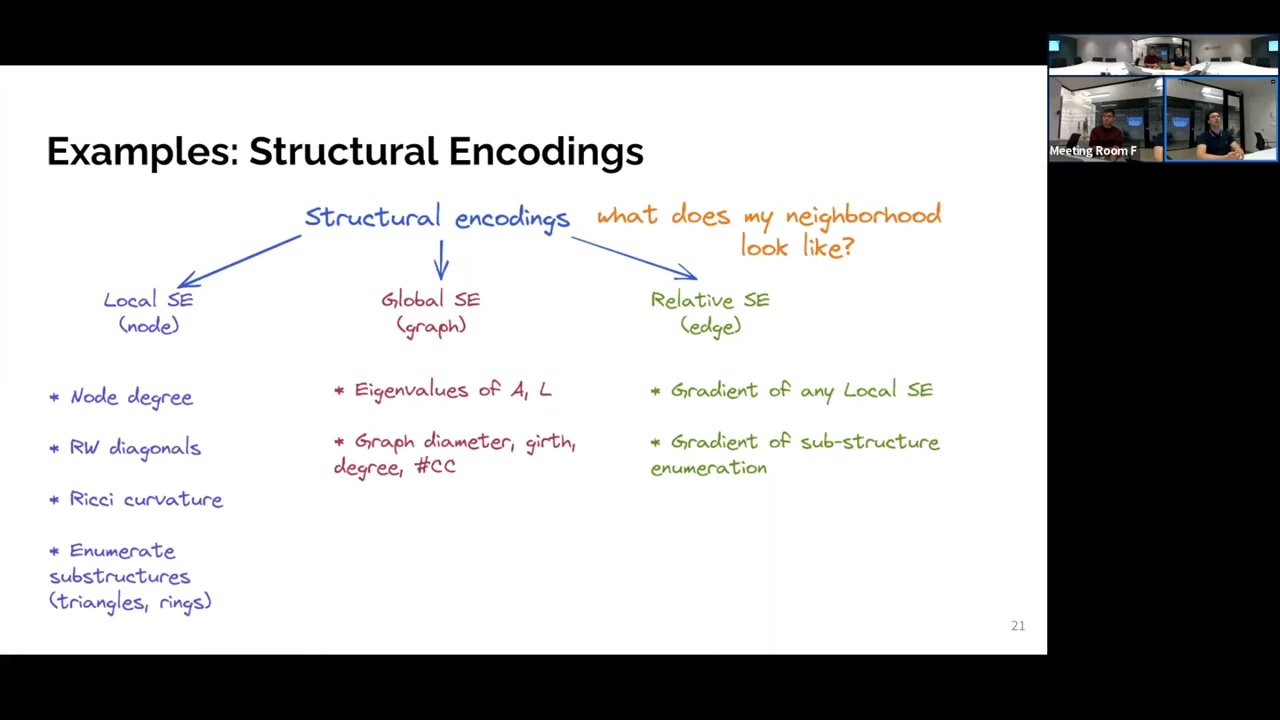 Examples: Structural Encodings
Structural encodings
what does my neighborhood
look like?
Local SE
(node)
* Node degree
* RW diagonals
* Ricci curvature
* Enumerate
substructures
(triangles, rings)
Global SE
(graph)
* Eigenvalues of A, L
* Graph diameter, girth,
degree, #CC
Relative SE
(edge)
* Gradient of any Local SE
* Gradient of sub-structure
enumeration
21
Meeting Room F